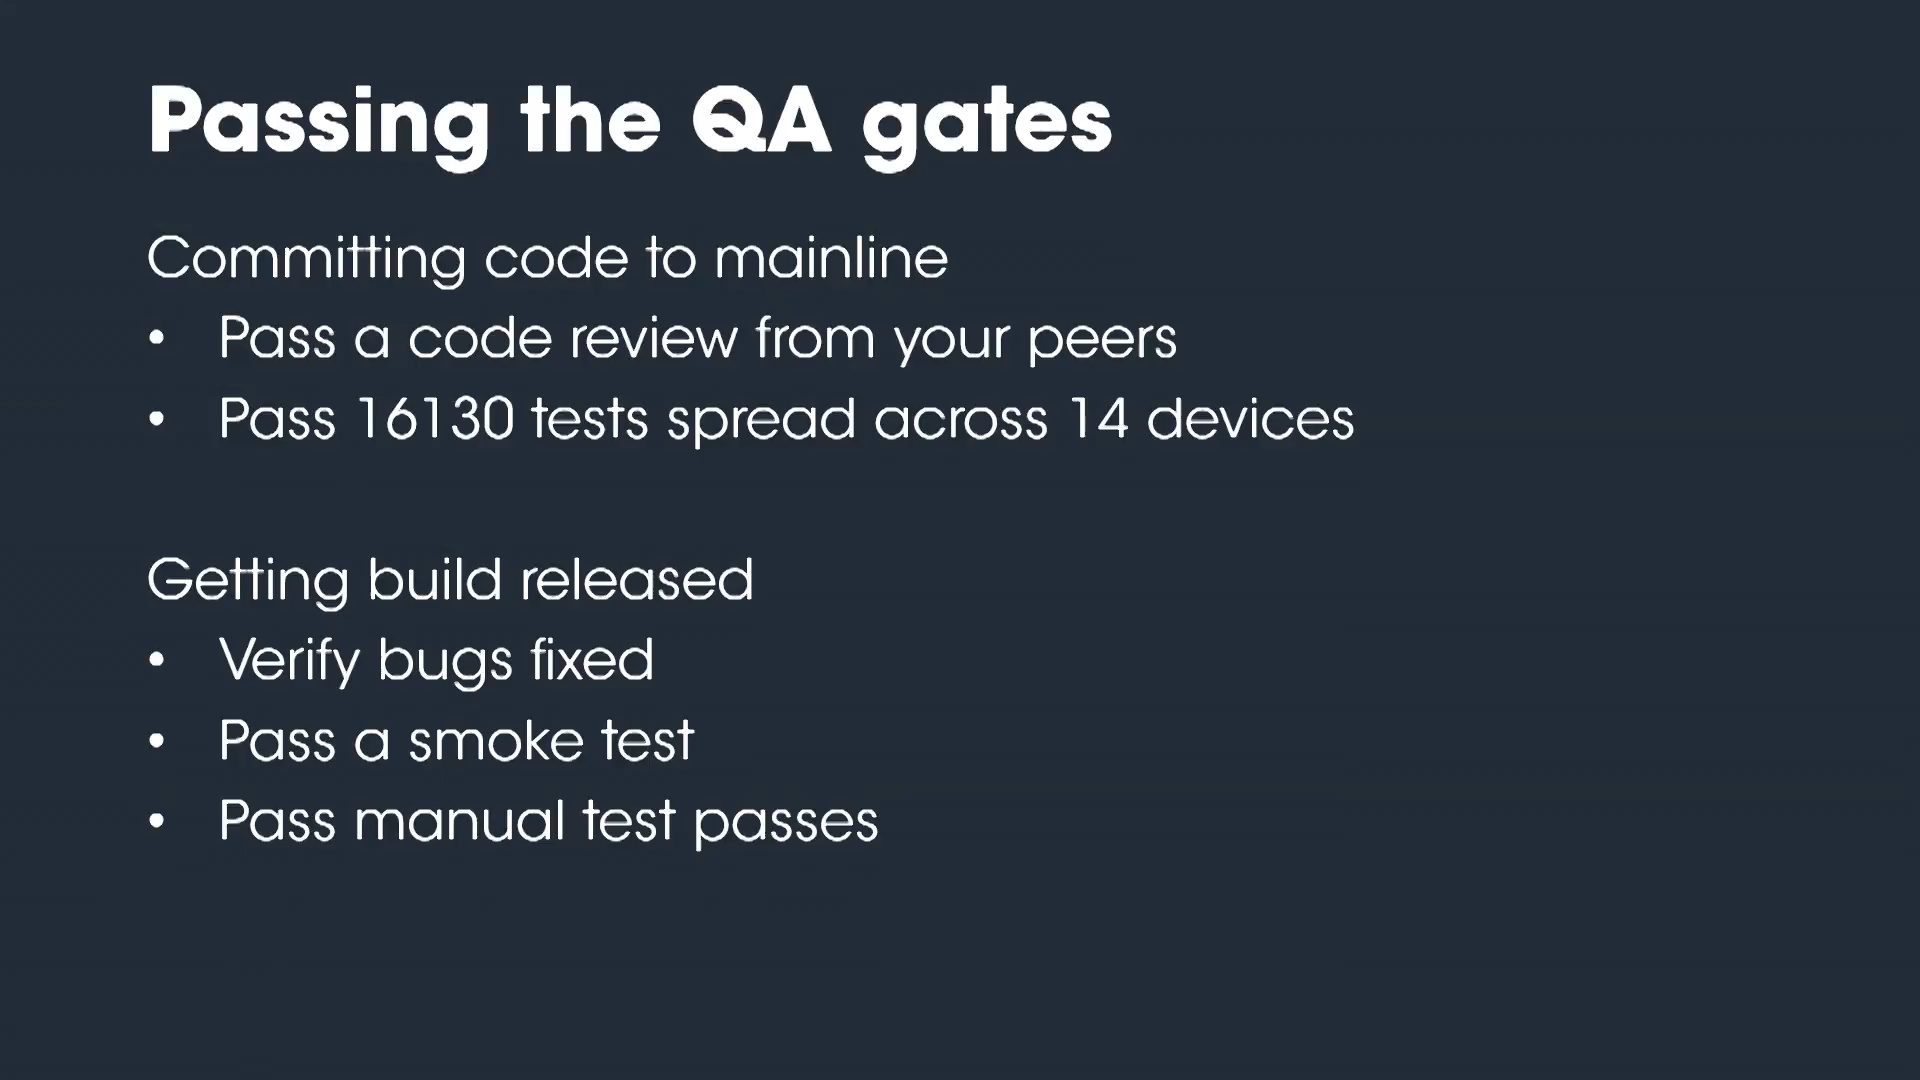 Passing the QA gates
Committing code to mainline
• Pass a code review from your peers
• Pass 16130 tests spread across 14 devices
Getting build released
• Verify bugs fixed
• Pass a smoke test
• Pass manual test passes